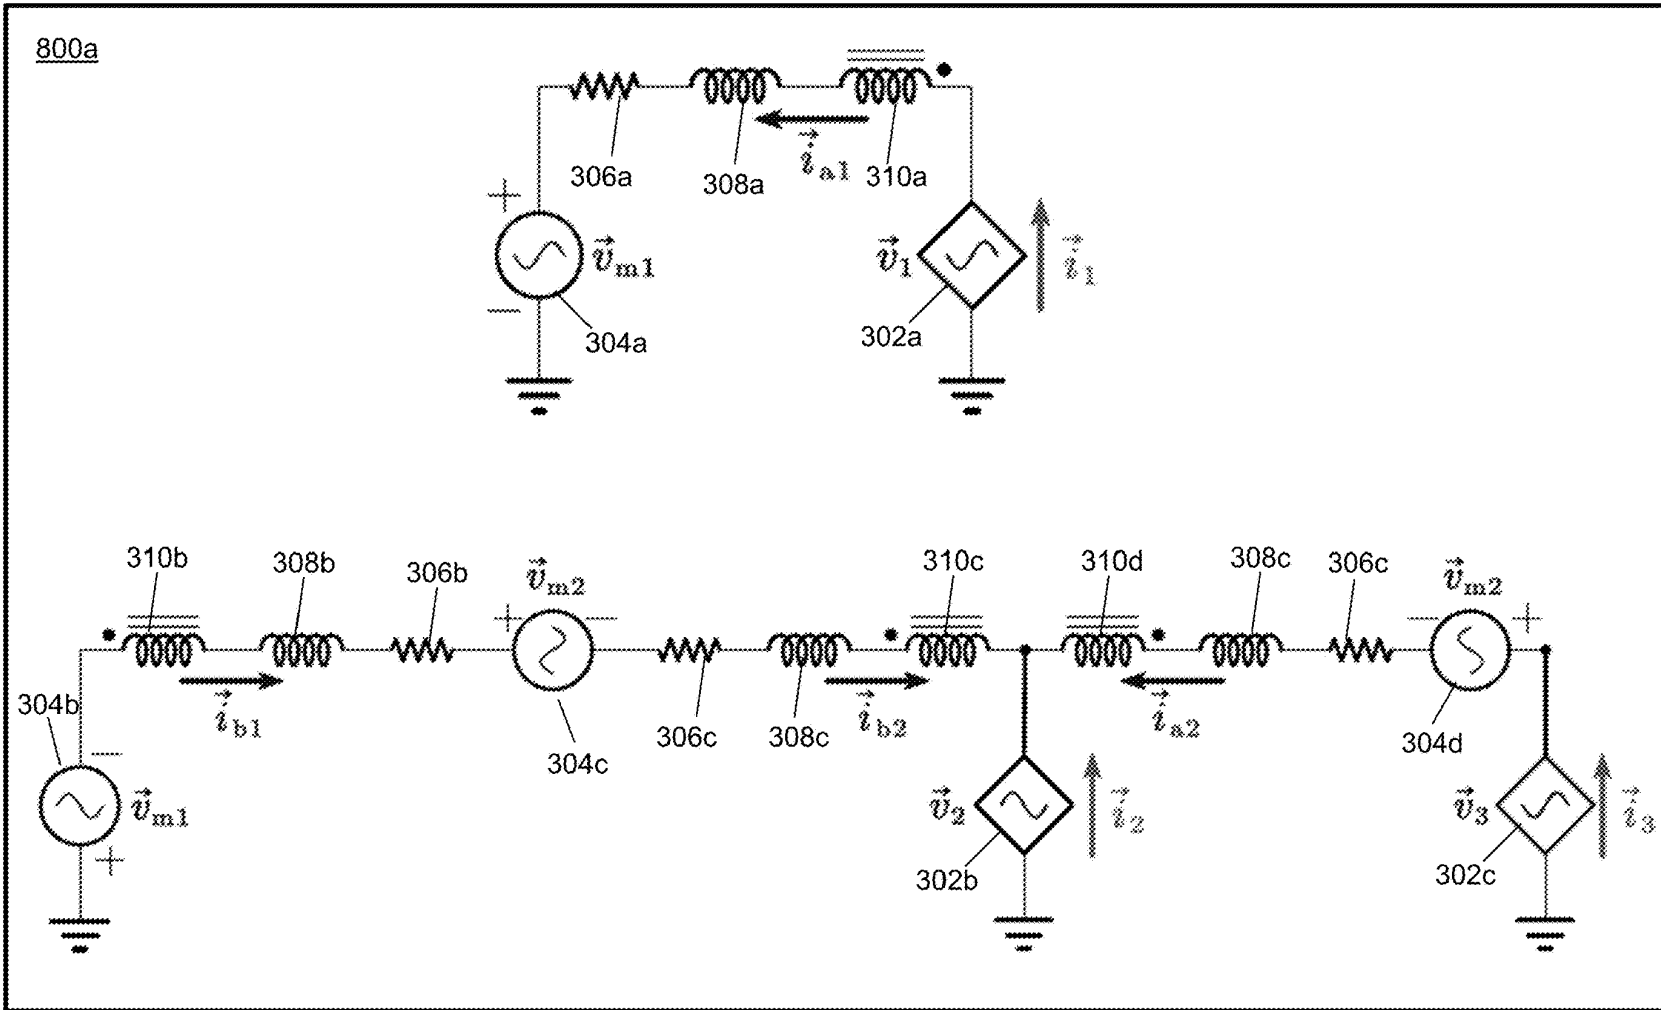 800a
306a
308a
i⃗a1
310a
+
v⃗m1
−
304a
v⃗1
i⃗1
302a
310b
308b
306b
v⃗m2
310c
310d
308c
306c
v⃗m2
+ −
− +
304b
i⃗b1
306c
308c
i⃗b2
i⃗a2
304c
304d
−
v⃗m1
+
v⃗2
i⃗2
v⃗3
i⃗3
302b
302c